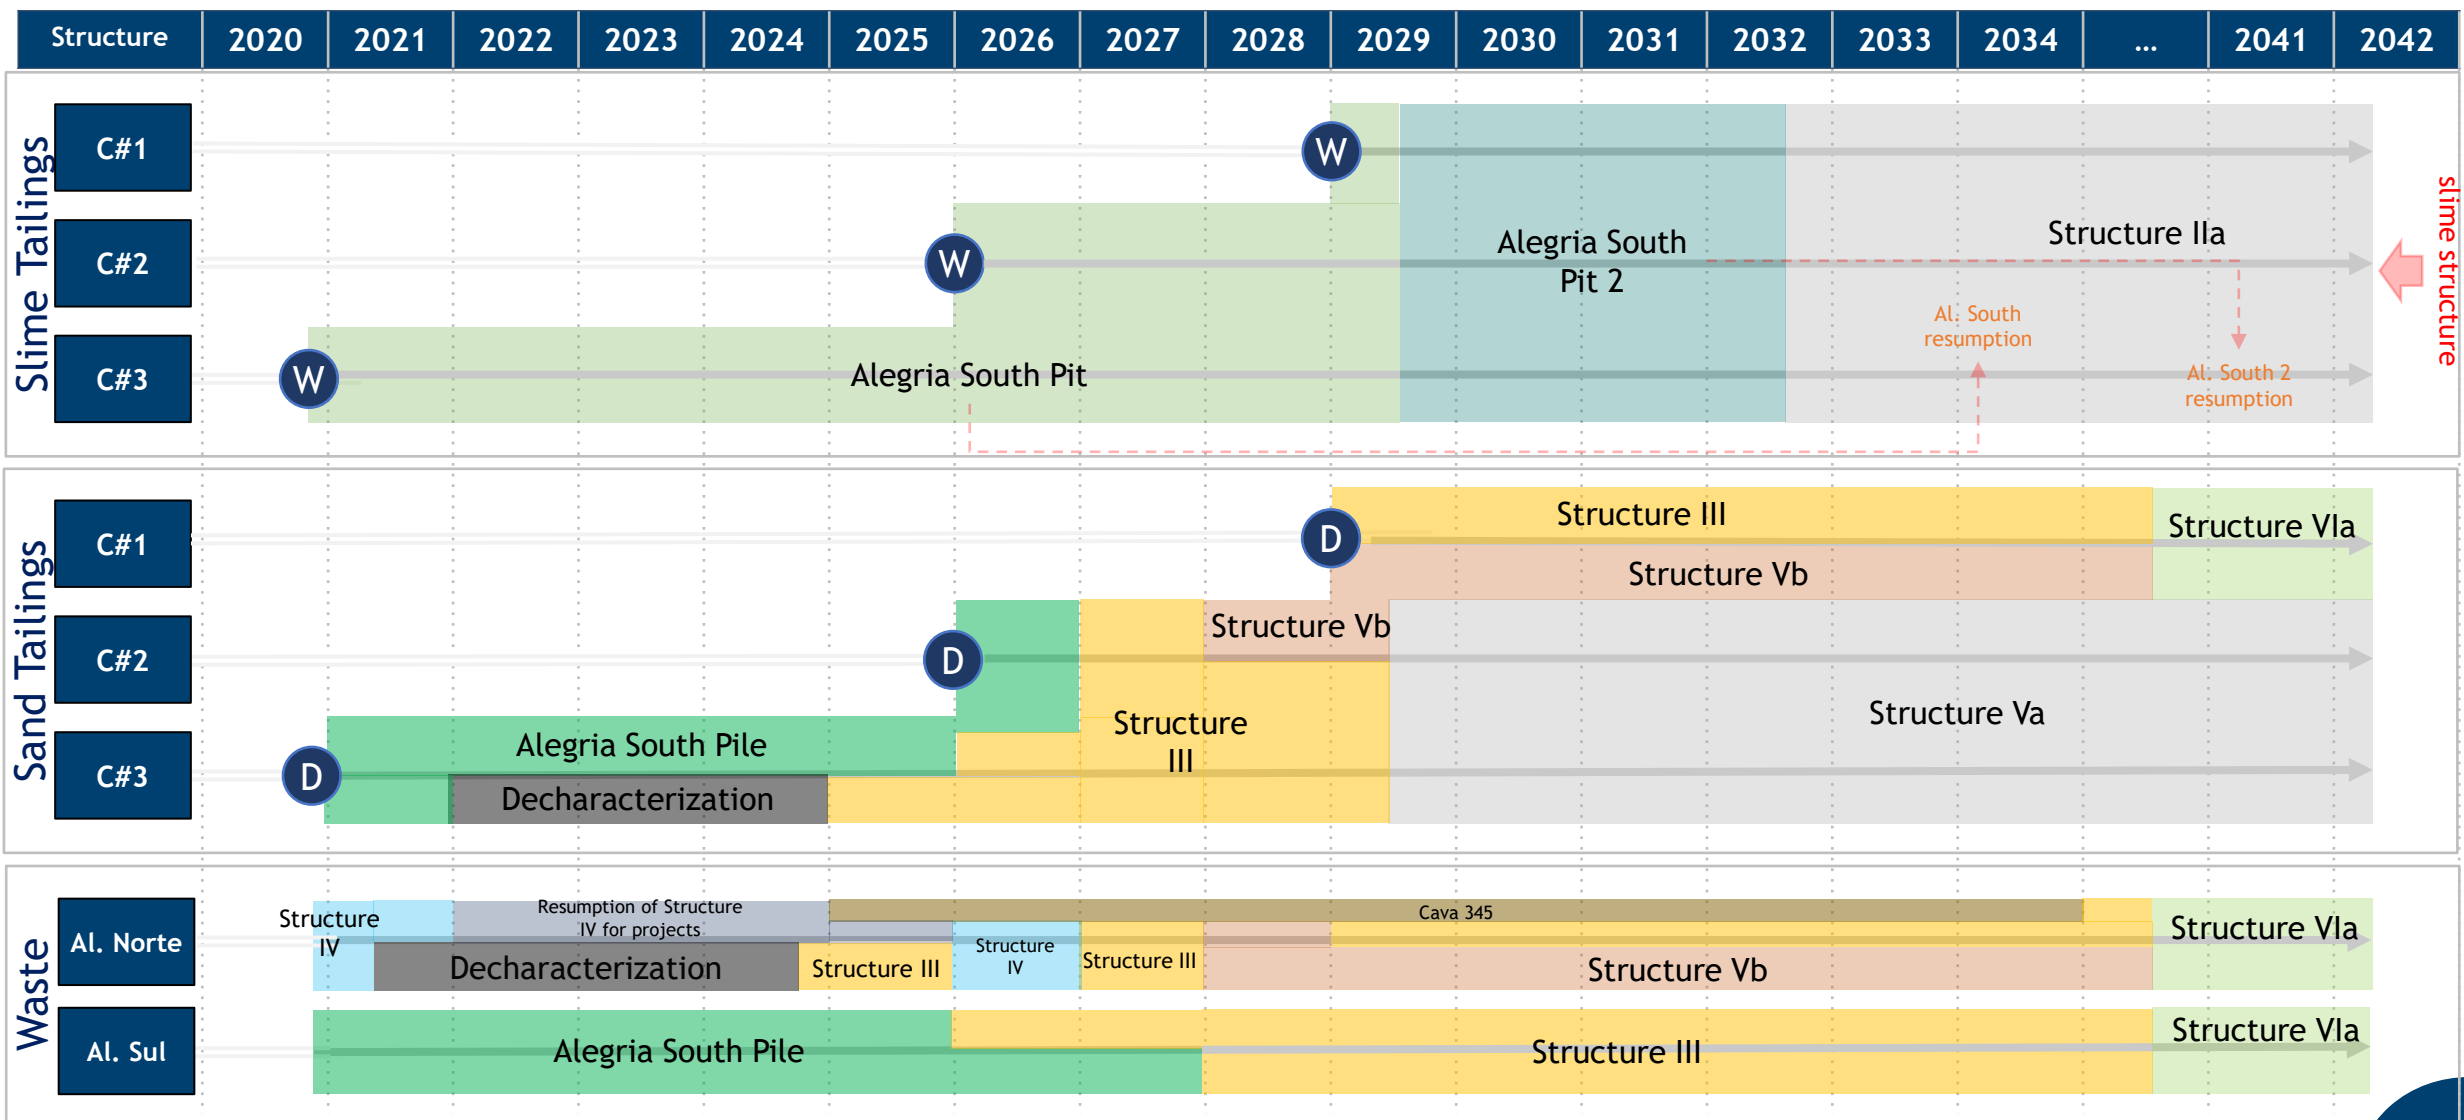 Structure 2020 2021 2022 2023 2024 2025 2026 2027 2028 2029 2030 2031 2032 2033 2034 ... 2041 2042
Slime Tailings
C#1
W
C#2
W
Alegria South
Pit 2
Structure IIa
slime structure
C#3
W
Alegria South Pit
Al. South
resumption
Al. South 2
resumption
Sand Tailings
C#1
D
Structure III
Structure Vb
Structure VIa
C#2
D
Structure Vb
Structure
III
Structure Va
C#3
D
Alegria South Pile
Decharacterization
Waste
Al. Norte
Structure
IV
Resumption of Structure
IV for projects
Cava 345
Decharacterization
Structure III
Structure
IV
Structure III
Structure Vb
Structure VIa
Al. Sul
Alegria South Pile
Structure III
Structure VIa